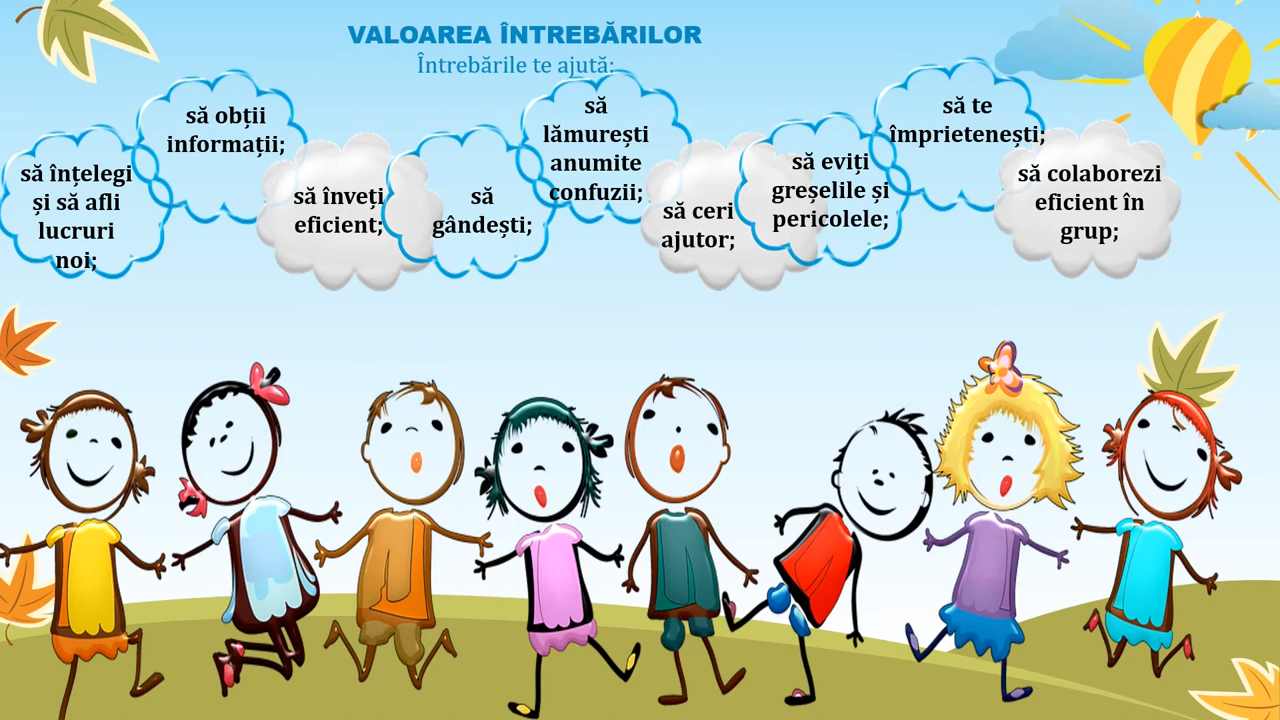 VALOAREA ÎNTREBĂRILOR
Întrebările te ajută:
să înțelegi
și să afli
lucruri
noi;
să obții
informații;
să înveți
eficient;
să
gândești;
să
lămurești
anumite
confuzii;
să ceri
ajutor;
să eviți
greșelile și
pericolele;
să te
împrietenești;
să colaborezi
eficient în
grup;